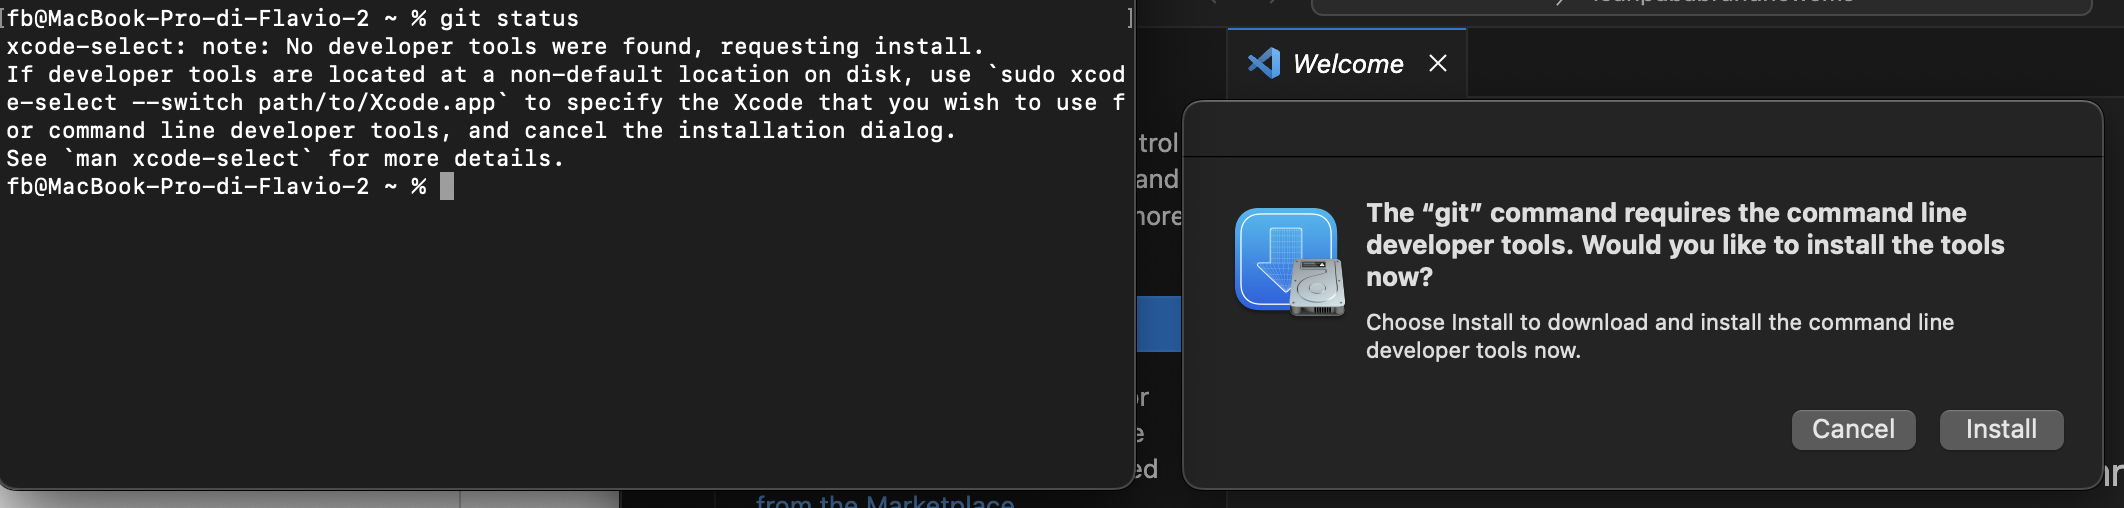 [fb@MacBook-Pro-di-Flavio-2 ~ % git status ]
xcode-select: note: No developer tools were found, requesting install.
If developer tools are located at a non-default location on disk, use `sudo xcod
e-select --switch path/to/Xcode.app` to specify the Xcode that you wish to use f
or command line developer tools, and cancel the installation dialog.
See `man xcode-select` for more details.
fb@MacBook-Pro-di-Flavio-2 ~ %
Welcome
trol
and
more
The “git” command requires the command line
developer tools. Would you like to install the tools
now?
Choose Install to download and install the command line
developer tools now.
Cancel
Install
or
e
ed
from the Marketplace